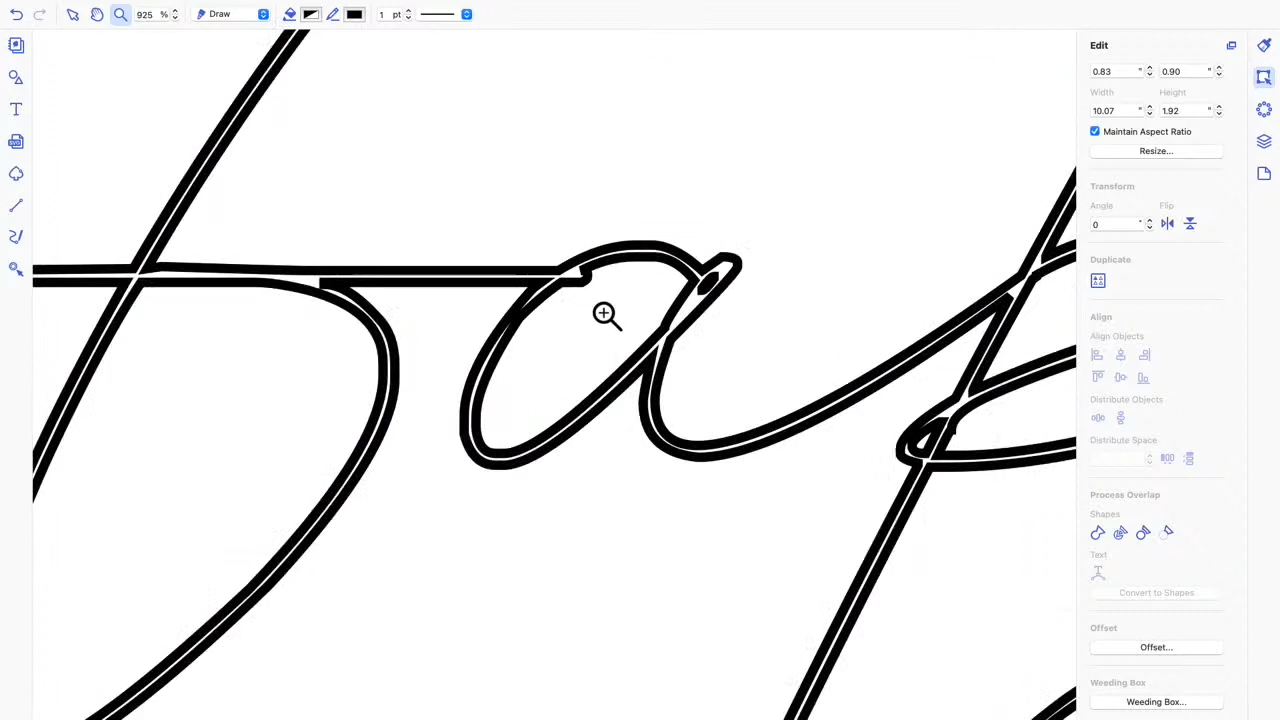 925 % Draw 1 pt
Edit
0.83 " 0.90 "
Width Height
10.07 " 1.92 "
Maintain Aspect Ratio
Resize...
Transform
Angle Flip
0 °
Duplicate
Align
Align Objects
Distribute Objects
Distribute Space
Process Overlap
Shapes
Text
Convert to Shapes
Offset
Offset...
Weeding Box
Weeding Box...